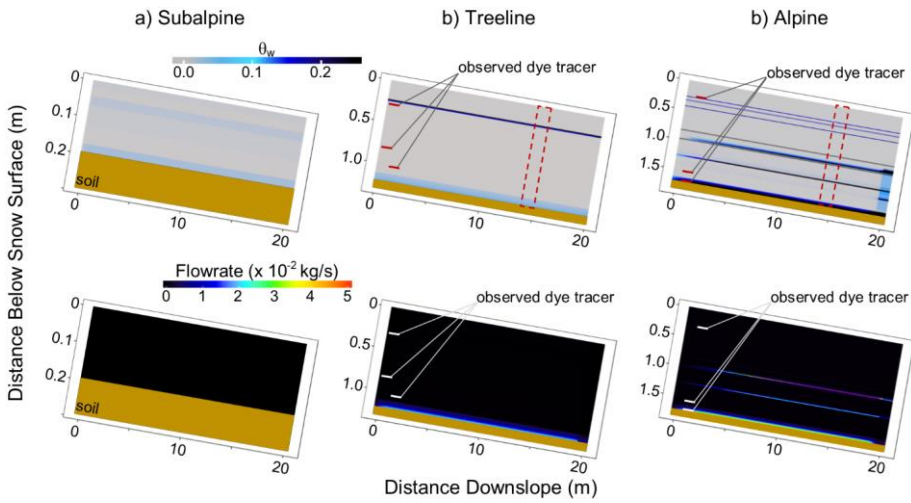 a) Subalpine
b) Treeline
b) Alpine
θw
0.0 0.1 0.2
observed dye tracer
observed dye tracer
Distance Below Snow Surface (m)
0
0.1
0.2
soil
0
10
20
0
0.5
1.0
0
10
20
0
0.5
1.0
1.5
0
10
20
Flowrate (x 10-2 kg/s)
0 1 2 3 4 5
observed dye tracer
observed dye tracer
0
0.1
0.2
soil
0
10
20
0
0.5
1.0
0
10
20
0
0.5
1.0
1.5
0
10
20
Distance Downslope (m)